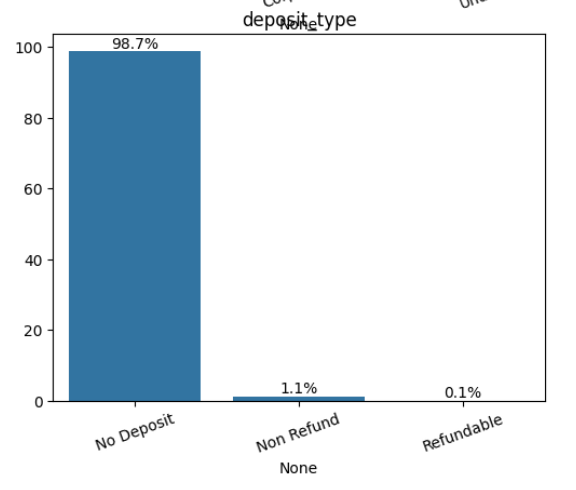 None
deposit_type
100
98.7%
80
60
40
20
0
1.1%
0.1%
No Deposit
Non Refund
Refundable
None